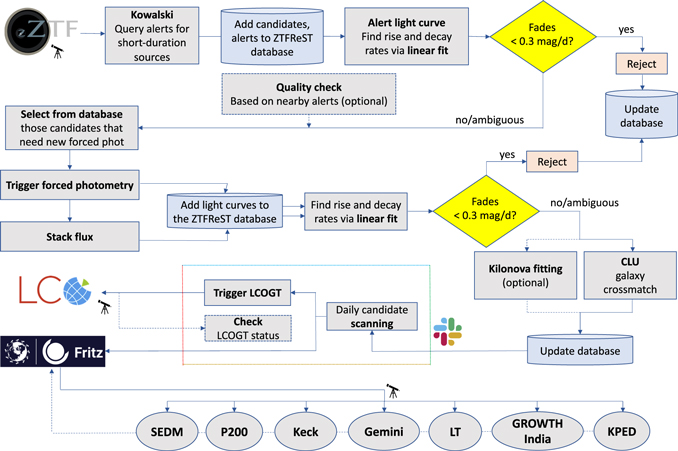 ZTF
Kowalski
Query alerts for
short-duration
sources
Add candidates,
alerts to ZTFReST
database
Alert light curve
Find rise and decay
rates via linear fit
Fades
< 0.3 mag/d?
yes
Reject
Update
database
Quality check
Based on nearby alerts (optional)
no/ambiguous
Select from database
those candidates that
need new forced phot
Trigger forced photometry
Stack flux
Add light curves to
the ZTFReST database
Find rise and decay
rates via linear fit
Fades
< 0.3 mag/d?
yes
Reject
no/ambiguous
Kilonova fitting
(optional)
CLU
galaxy
crossmatch
Update database
Daily candidate
scanning
Trigger LCOGT
Check
LCOGT status
LCO
Fritz
SEDM
P200
Keck
Gemini
LT
GROWTH
India
KPED